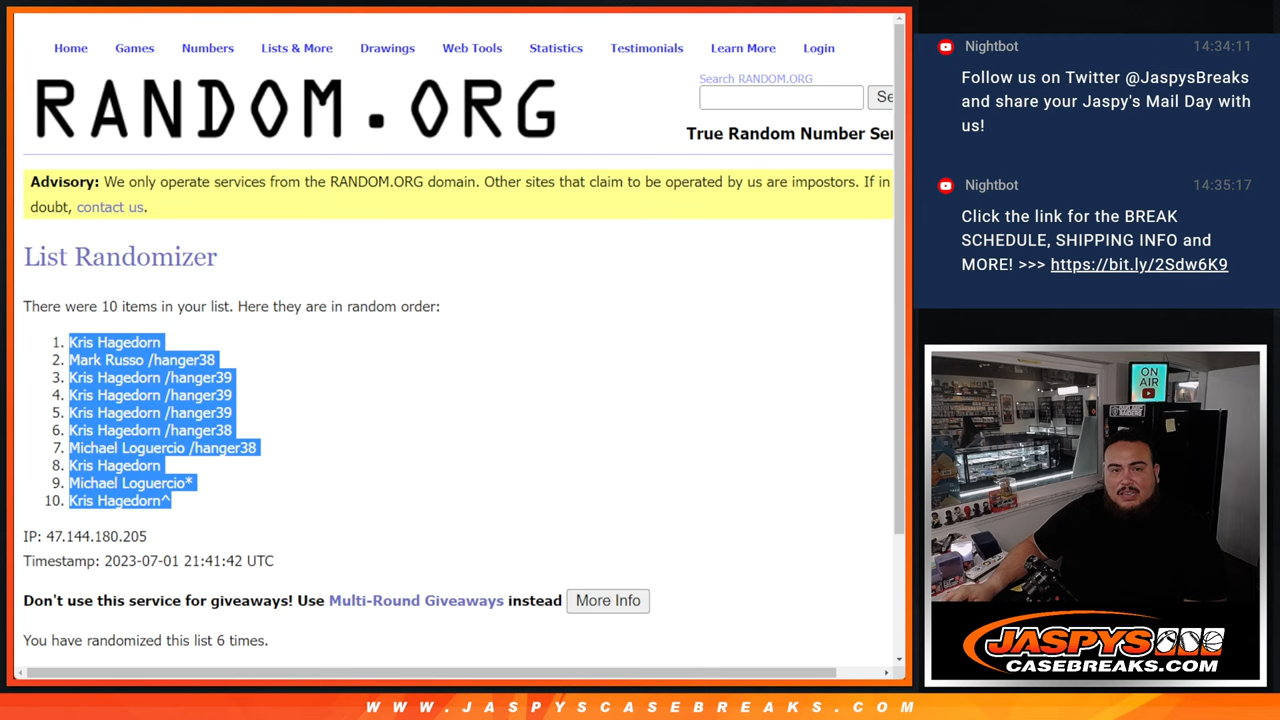 Home Games Numbers Lists & More Drawings Web Tools Statistics Testimonials Learn More Login
RANDOM.ORG
Search RANDOM.ORG
Se
True Random Number Ser
Advisory: We only operate services from the RANDOM.ORG domain. Other sites that claim to be operated by us are impostors. If in
doubt, contact us.
List Randomizer
There were 10 items in your list. Here they are in random order:
1. Kris Hagedorn
2. Mark Russo /hanger38
3. Kris Hagedorn /hanger39
4. Kris Hagedorn /hanger39
5. Kris Hagedorn /hanger39
6. Kris Hagedorn /hanger38
7. Michael Loguercio /hanger38
8. Kris Hagedorn
9. Michael Loguercio*
10. Kris Hagedorn^
IP: 47.144.180.205
Timestamp: 2023-07-01 21:41:42 UTC
Don't use this service for giveaways! Use Multi-Round Giveaways instead More Info
You have randomized this list 6 times.
Nightbot 14:34:11
Follow us on Twitter @JaspysBreaks
and share your Jaspy's Mail Day with
us!
Nightbot 14:35:17
Click the link for the BREAK
SCHEDULE, SHIPPING INFO and
MORE! >>> https://bit.ly/2Sdw6K9
ON
AIR
JASPYS
CASEBREAKS.COM
WWW.JASPYSCASEBREAKS.COM